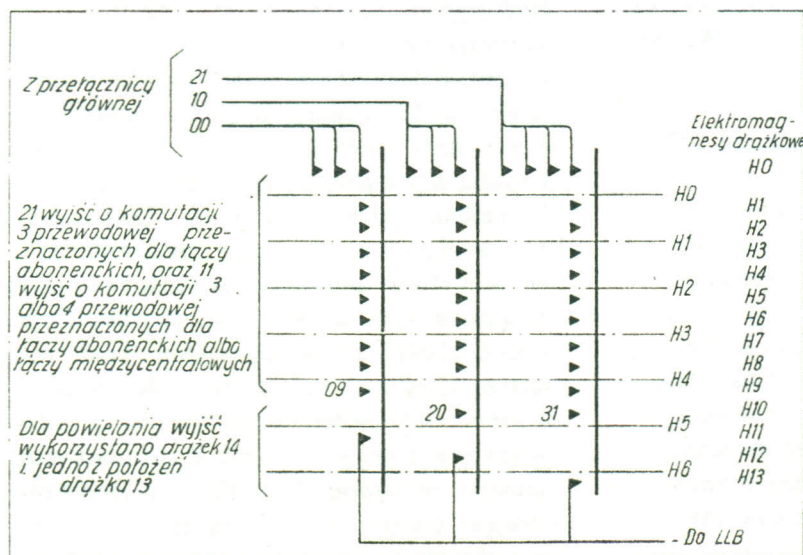 Z przełącznicy
głównej
21
10
00
Elektromag-
nesy drążkowe
H0
H1
H2
H3
H4
H5
H6
H7
H8
H9
H10
H11
H12
H13
H0
H1
H2
H3
H4
H5
H6
21 wyjść o komutacji
3 przewodowej prze-
znaczonych dla łączy
abonenckich, oraz 11
wyjść o komutacji 3
albo 4 przewodowej
przeznaczonych dla
łączy abonenckich albo
łączy międzycentralowych
09
20
31
Dla powielania wyjść
wykorzystano drążek 14
i jedno z położeń
drążka 13
- Do LLB